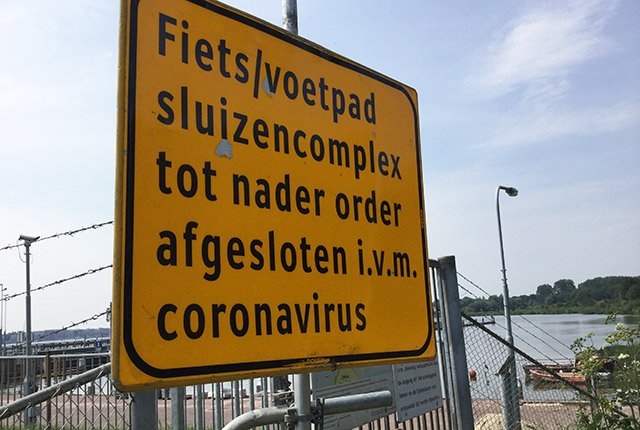 Fiets/voetpad
sluizencomplex
tot nader order
afgesloten i.v.m.
coronavirus